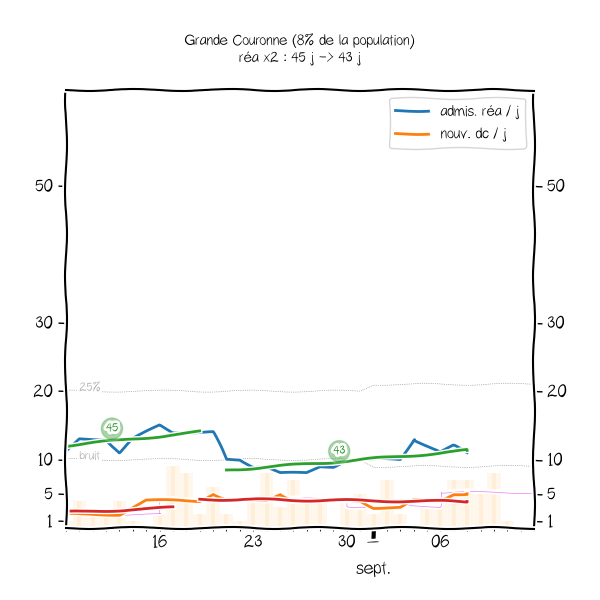 Grande Couronne (8% de la population)
réa x2 : 45 j -> 43 j
admis. réa / j
nouv. dc / j
50 50
30 30
25%
20 20
45
43
bruit
10 10
5 5
1 1
16 23 30 1 06
sept.